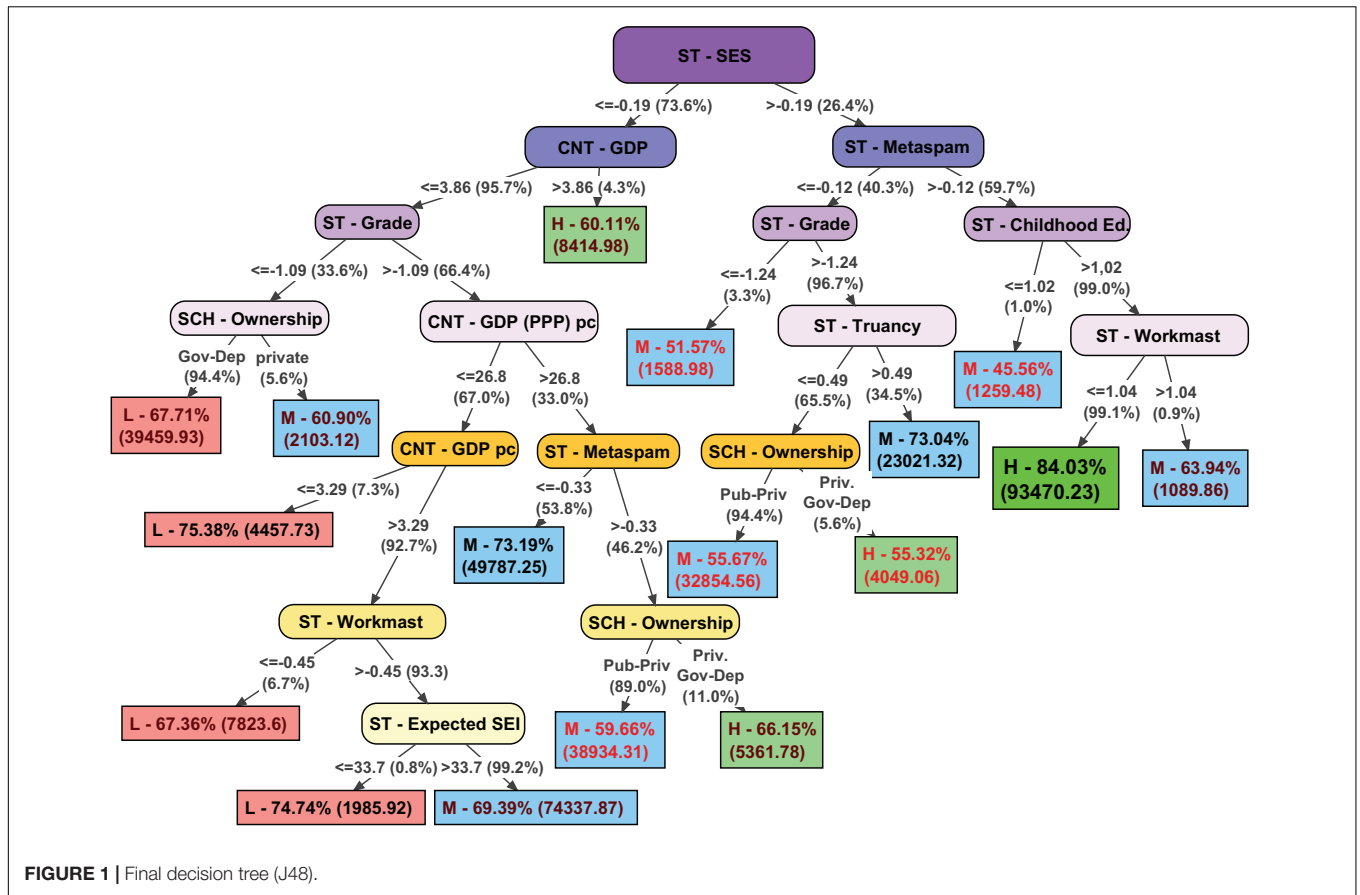 ST - SES
<=-0.19 (73.6%)
>-0.19 (26.4%)
CNT - GDP
ST - Metaspam
<=3.86 (95.7%)
>3.86 (4.3%)
<=-0.12 (40.3%)
>-0.12 (59.7%)
ST - Grade
H - 60.11%
(8414.98)
ST - Grade
ST - Childhood Ed.
<=-1.09 (33.6%)
>-1.09 (66.4%)
<=-1.24
(3.3%)
>-1.24
(96.7%)
<=1.02
(1.0%)
>1,02
(99.0%)
SCH - Ownership
CNT - GDP (PPP) pc
M - 51.57%
(1588.98)
ST - Truancy
M - 45.56%
(1259.48)
ST - Workmast
Gov-Dep
(94.4%)
private
(5.6%)
<=26.8
(67.0%)
>26.8
(33.0%)
<=0.49
(65.5%)
>0.49
(34.5%)
<=1.04
(99.1%)
>1.04
(0.9%)
L - 67.71%
(39459.93)
M - 60.90%
(2103.12)
CNT - GDP pc
ST - Metaspam
SCH - Ownership
M - 73.04%
(23021.32)
H - 84.03%
(93470.23)
M - 63.94%
(1089.86)
<=3.29 (7.3%)
>3.29
(92.7%)
<=-0.33
(53.8%)
>-0.33
(46.2%)
Pub-Priv
(94.4%)
Priv.
Gov-Dep
(5.6%)
L - 75.38% (4457.73)
M - 73.19%
(49787.25)
M - 55.67%
(32854.56)
H - 55.32%
(4049.06)
ST - Workmast
SCH - Ownership
<=-0.45
(6.7%)
>-0.45 (93.3)
Pub-Priv
(89.0%)
Priv.
Gov-Dep
(11.0%)
L - 67.36% (7823.6)
ST - Expected SEI
M - 59.66%
(38934.31)
H - 66.15%
(5361.78)
<=33.7 (0.8%)
>33.7 (99.2%)
L - 74.74% (1985.92)
M - 69.39% (74337.87)
FIGURE 1 | Final decision tree (J48).